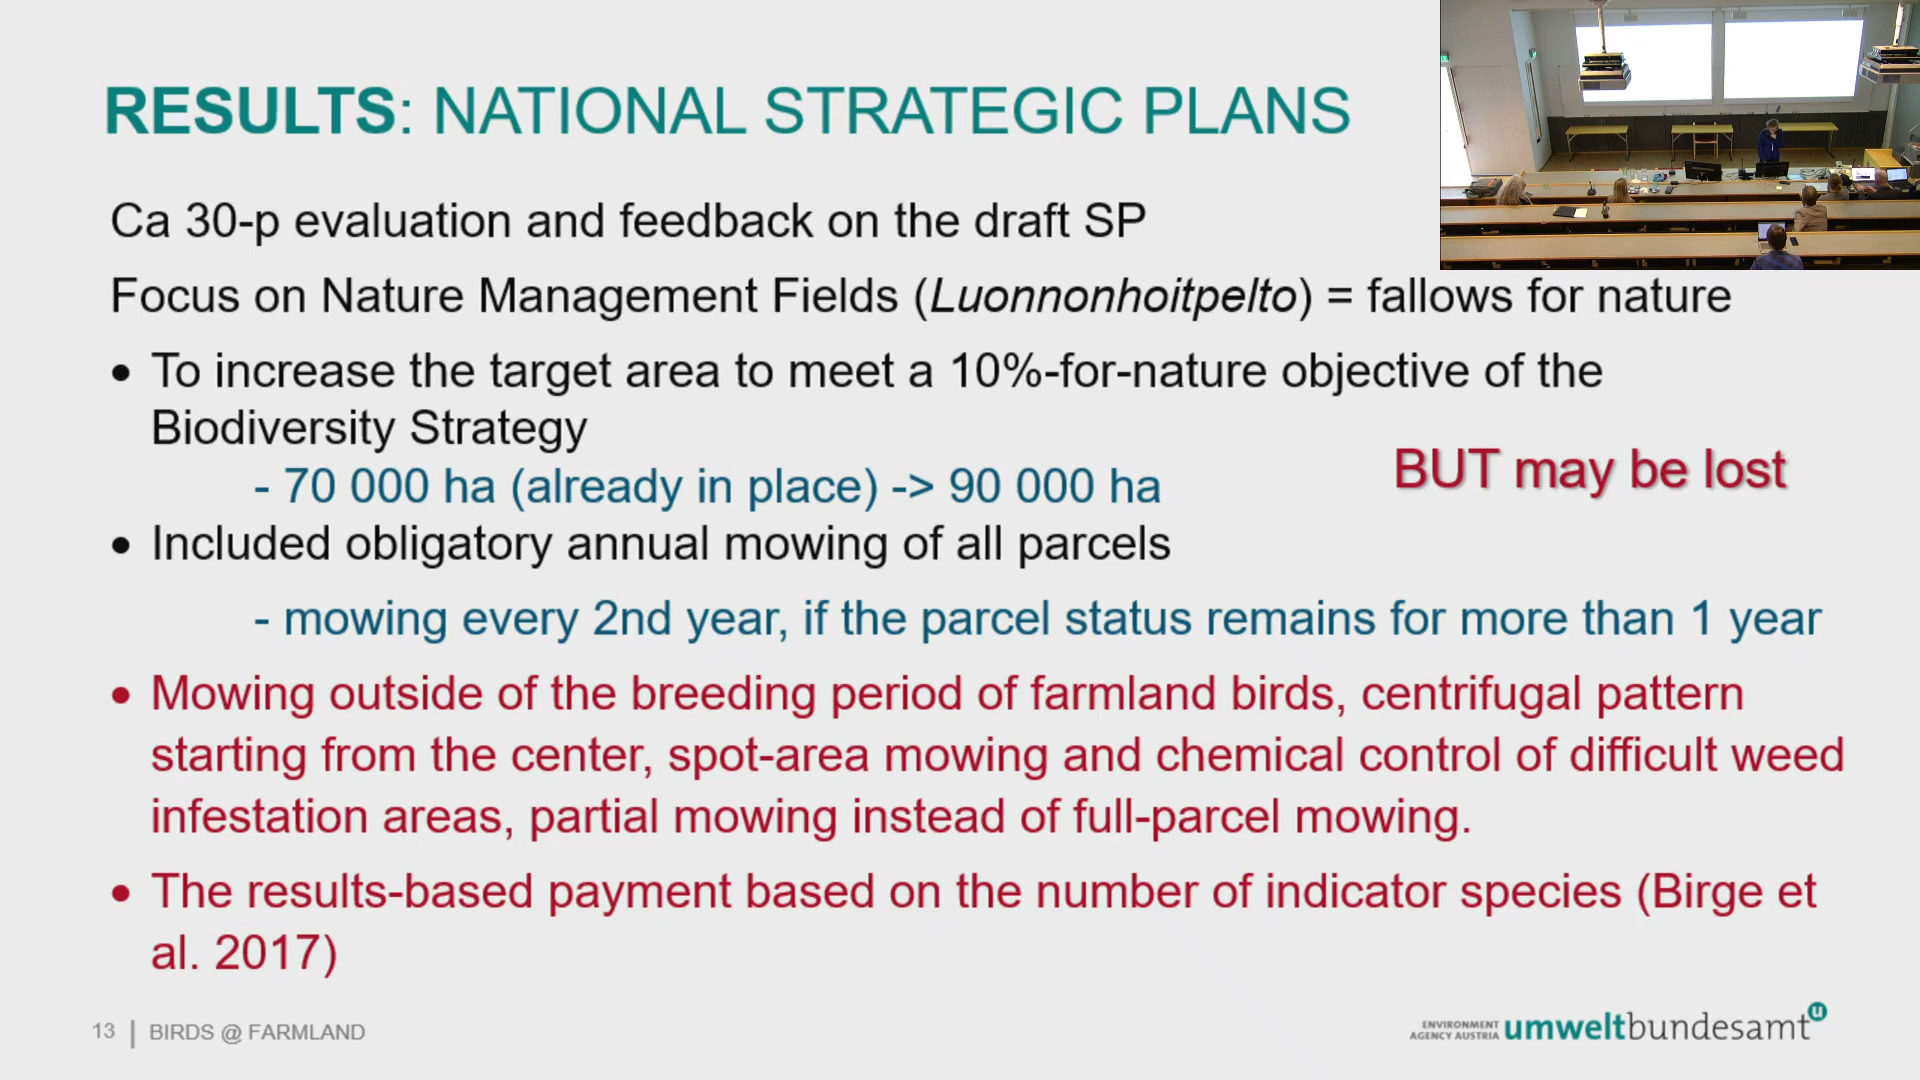 RESULTS: NATIONAL STRATEGIC PLANS
Ca 30-p evaluation and feedback on the draft SP
Focus on Nature Management Fields (Luonnonhoitpelto) = fallows for nature
• To increase the target area to meet a 10%-for-nature objective of the
Biodiversity Strategy
- 70 000 ha (already in place) -> 90 000 ha
BUT may be lost
• Included obligatory annual mowing of all parcels
- mowing every 2nd year, if the parcel status remains for more than 1 year
• Mowing outside of the breeding period of farmland birds, centrifugal pattern
starting from the center, spot-area mowing and chemical control of difficult weed
infestation areas, partial mowing instead of full-parcel mowing.
• The results-based payment based on the number of indicator species (Birge et
al. 2017)
13 | BIRDS @ FARMLAND
ENVIRONMENT
AGENCY AUSTRIA umweltbundesamt u